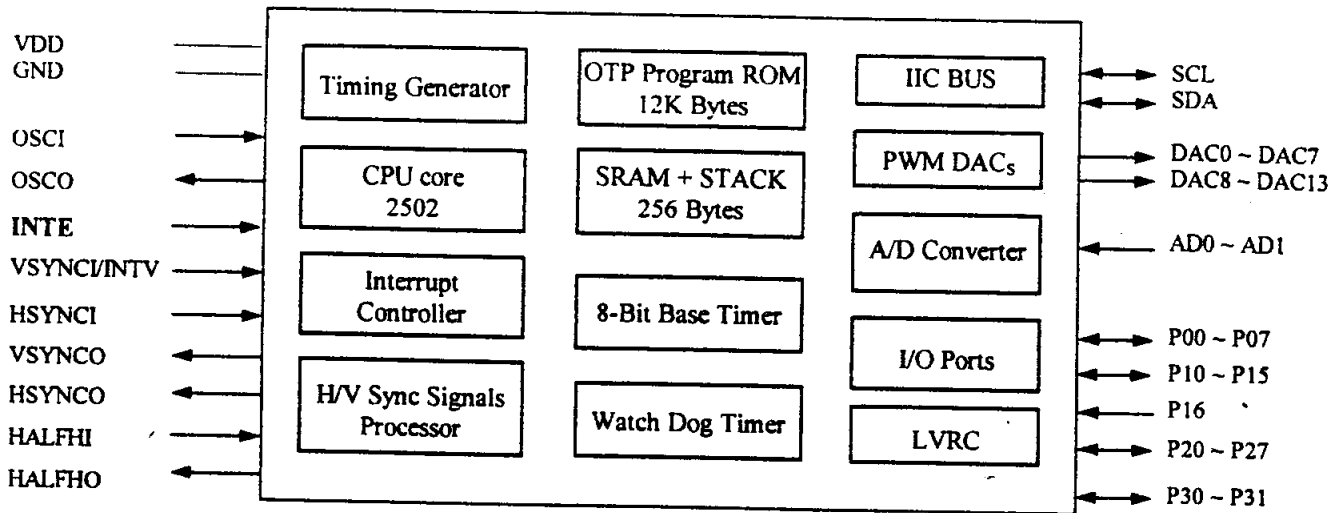 VDD
GND
OSCI
OSCO
INTE
VSYNCI/INTV
HSYNCI
VSYNCO
HSYNCO
HALFHI
HALFHO
Timing Generator
CPU core
2502
Interrupt
Controller
H/V Sync Signals
Processor
OTP Program ROM
12K Bytes
SRAM + STACK
256 Bytes
8-Bit Base Timer
Watch Dog Timer
IIC BUS
PWM DACs
A/D Converter
I/O Ports
LVRC
SCL
SDA
DAC0 ~ DAC7
DAC8 ~ DAC13
AD0 ~ AD1
P00 ~ P07
P10 ~ P15
P16
P20 ~ P27
P30 ~ P31